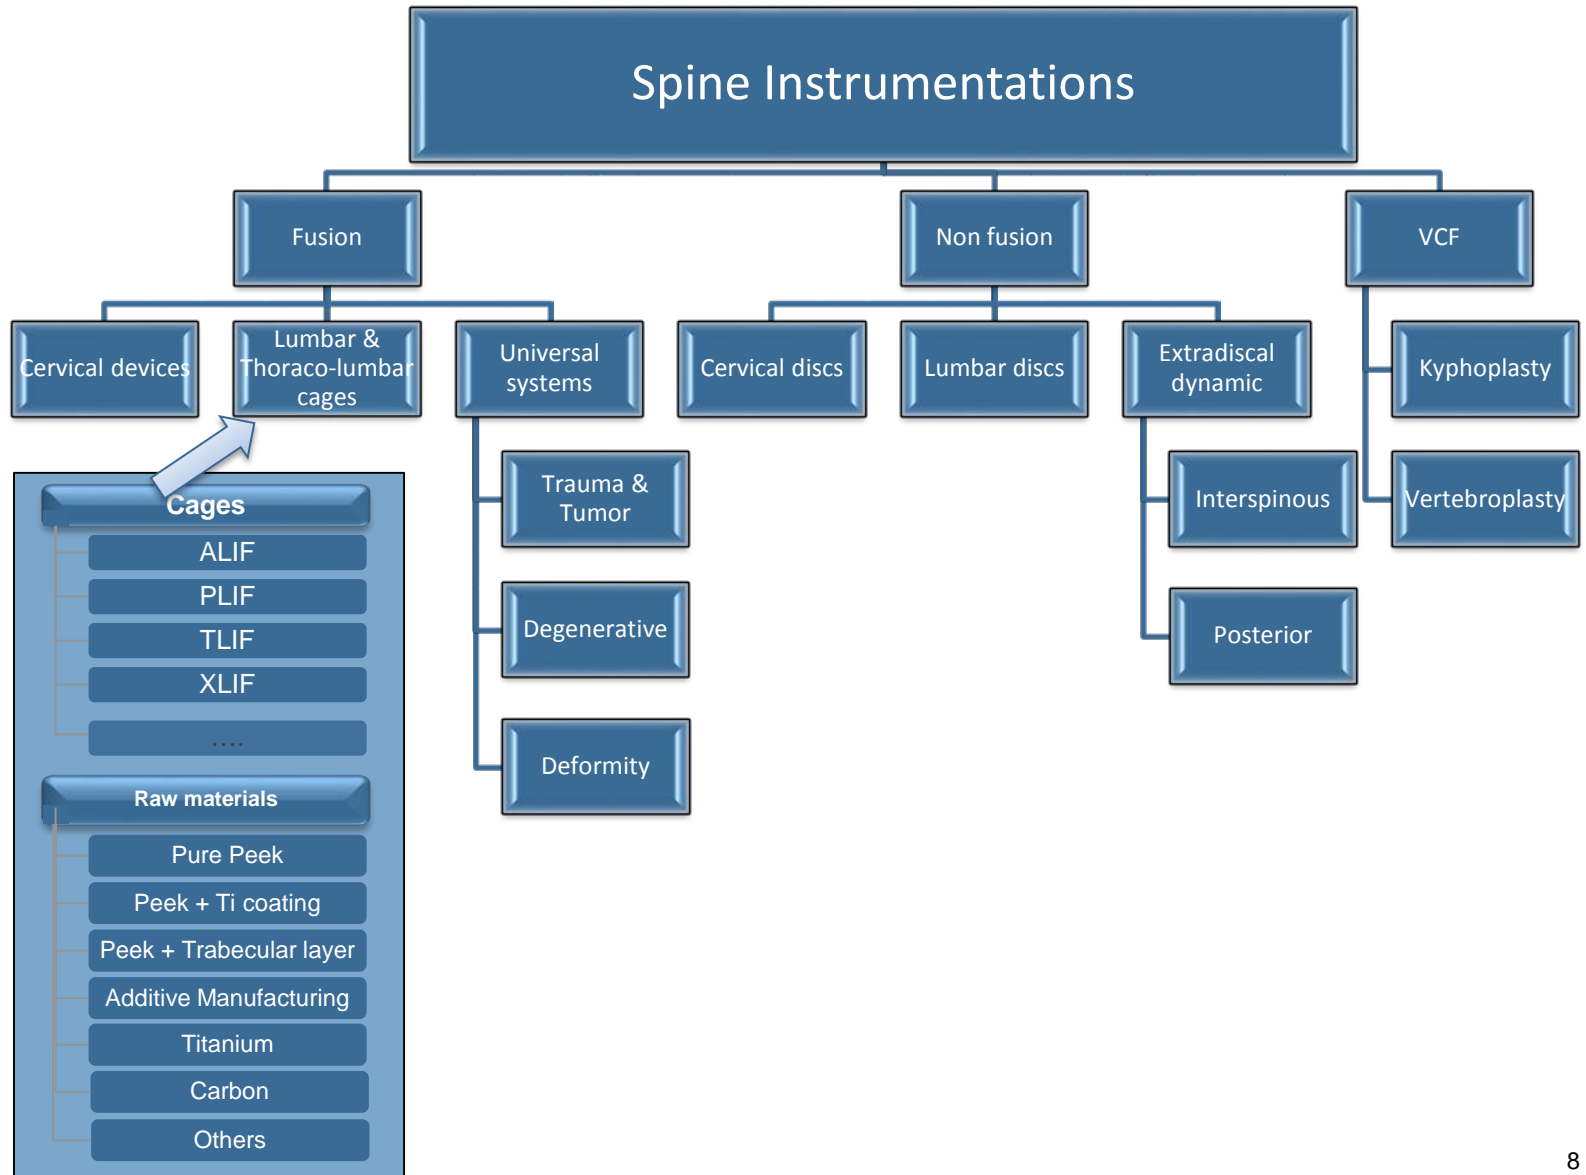 Spine Instrumentations
Fusion
Non fusion
VCF
Cervical devices
Lumbar &
Thoraco-lumbar
cages
Universal
systems
Cervical discs
Lumbar discs
Extradiscal
dynamic
Kyphoplasty
Trauma &
Tumor
Interspinous
Vertebroplasty
Degenerative
Posterior
Deformity
Cages
ALIF
PLIF
TLIF
XLIF
....
Raw materials
Pure Peek
Peek + Ti coating
Peek + Trabecular layer
Additive Manufacturing
Titanium
Carbon
Others
8